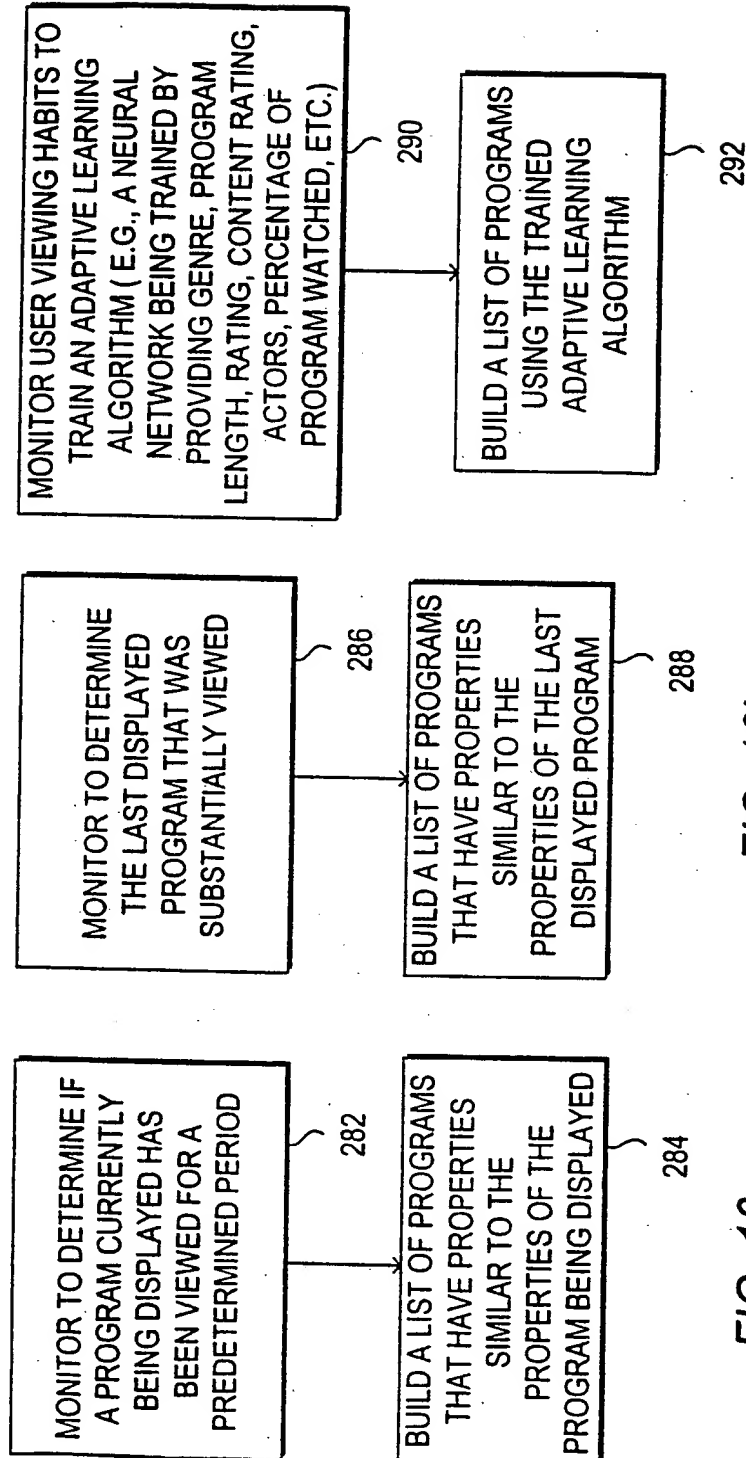 MONITOR TO DETERMINE IF
A PROGRAM CURRENTLY
BEING DISPLAYED HAS
BEEN VIEWED FOR A
PREDETERMINED PERIOD
282
BUILD A LIST OF PROGRAMS
THAT HAVE PROPERTIES
SIMILAR TO THE
PROPERTIES OF THE
PROGRAM BEING DISPLAYED
284
MONITOR TO DETERMINE
THE LAST DISPLAYED
PROGRAM THAT WAS
SUBSTANTIALLY VIEWED
286
BUILD A LIST OF PROGRAMS
THAT HAVE PROPERTIES
SIMILAR TO THE
PROPERTIES OF THE LAST
DISPLAYED PROGRAM
288
MONITOR USER VIEWING HABITS TO
TRAIN AN ADAPTIVE LEARNING
ALGORITHM ( E.G., A NEURAL
NETWORK BEING TRAINED BY
PROVIDING GENRE, PROGRAM
LENGTH, RATING, CONTENT RATING,
ACTORS, PERCENTAGE OF
PROGRAM WATCHED, ETC.)
290
BUILD A LIST OF PROGRAMS
USING THE TRAINED
ADAPTIVE LEARNING
ALGORITHM
292